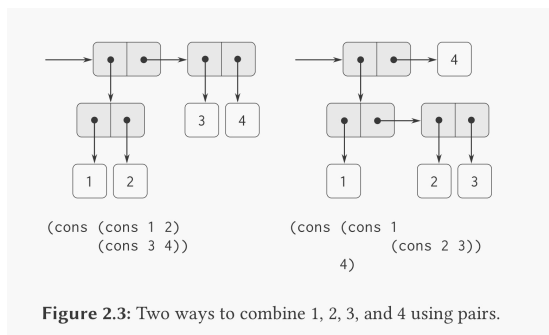 4
3 4
1 2
1
2 3
(cons (cons 1 2)
(cons 3 4))
(cons (cons 1
(cons 2 3))
4)
Figure 2.3: Two ways to combine 1, 2, 3, and 4 using pairs.